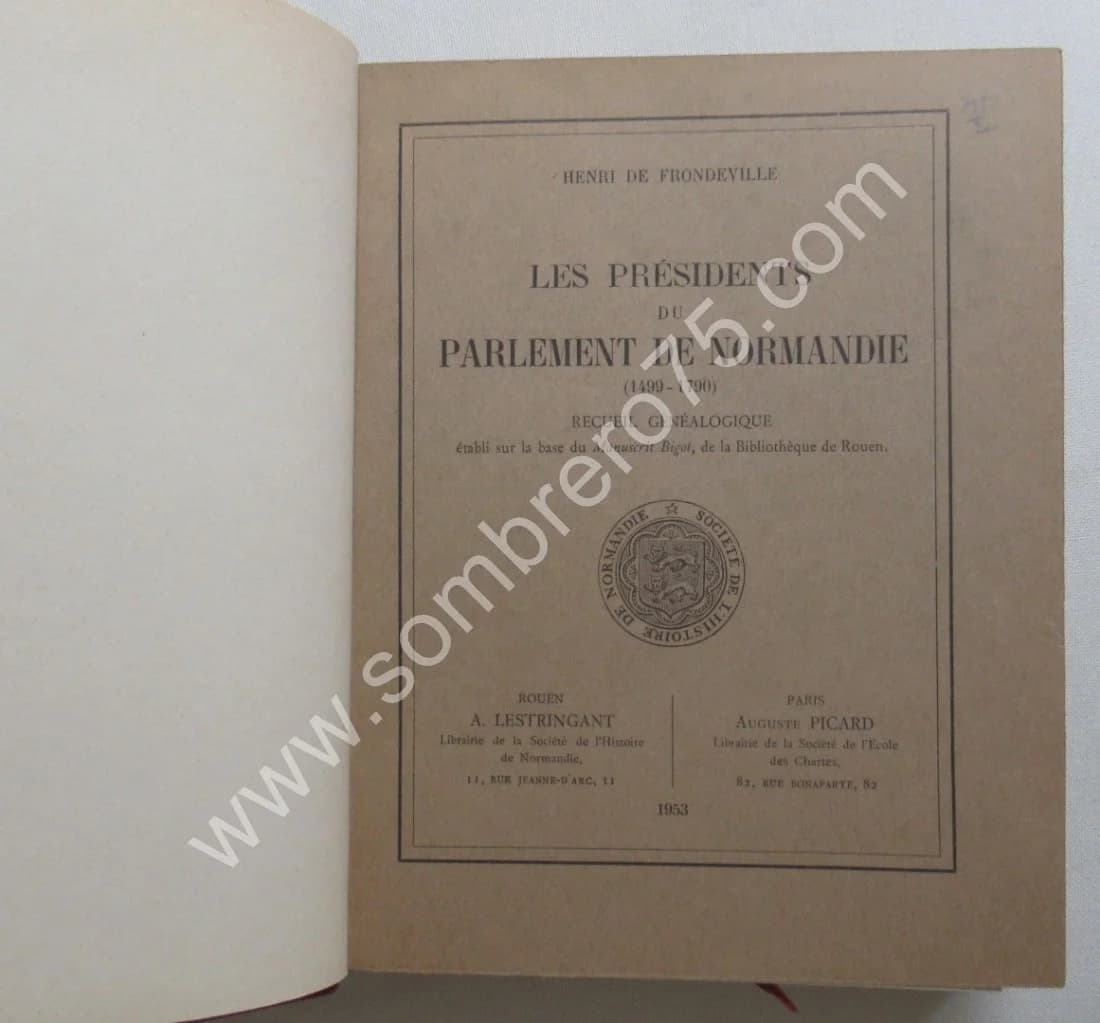 HENRI DE FRONDEVILLE
LES PRÉSIDENTS
DU
PARLEMENT DE NORMANDIE
(1499-1790)
RECUEIL GÉNÉALOGIQUE
établi sur la base du Manuscrit Bigot, de la Bibliothèque de Rouen.
SOCIÉTÉ DE L'HISTOIRE DE NORMANDIE
ROUEN
A. LESTRINGANT
Librairie de la Société de l'Histoire
de Normandie,
11, RUE JEANNE-D'ARC, 11
PARIS
AUGUSTE PICARD
Librairie de la Société de l'Ecole
des Chartes,
82, RUE BONAPARTE, 82
1953
www.sombrero75.com